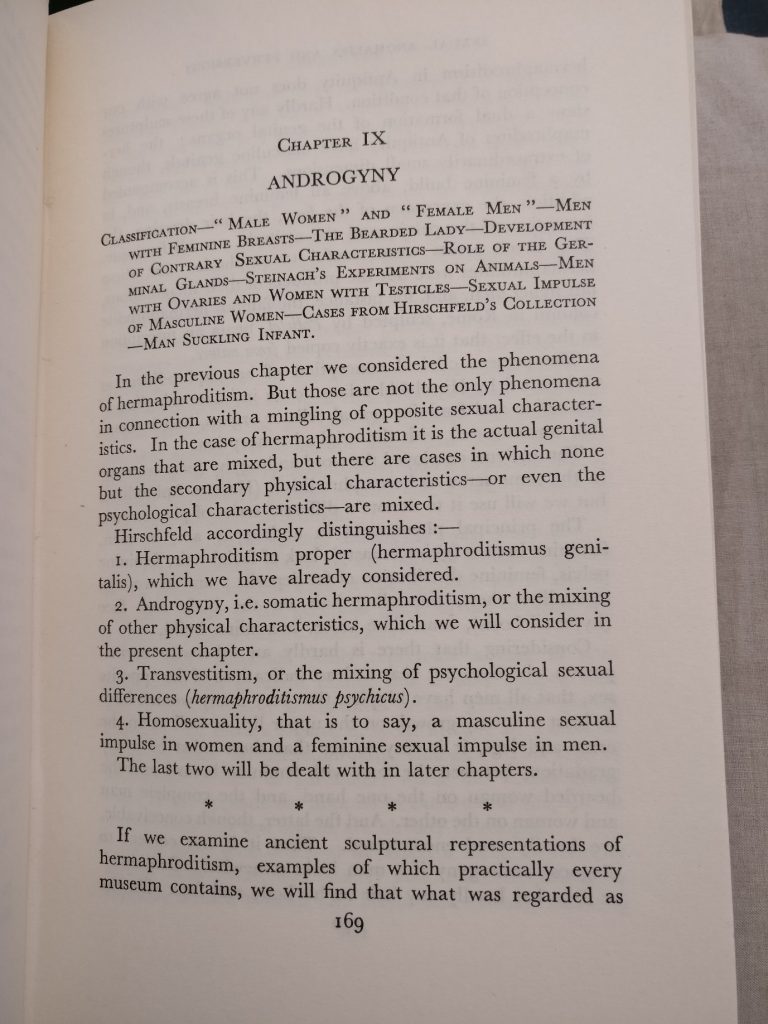 CHAPTER IX
ANDROGYNY
CLASSIFICATION—“ MALE WOMEN ” AND “ FEMALE MEN ”—MEN
WITH FEMININE BREASTS—THE BEARDED LADY—DEVELOPMENT
OF CONTRARY SEXUAL CHARACTERISTICS—ROLE OF THE GER-
MINAL GLANDS—STEINACH’S EXPERIMENTS ON ANIMALS—MEN
WITH OVARIES AND WOMEN WITH TESTICLES—SEXUAL IMPULSE
OF MASCULINE WOMEN—CASES FROM HIRSCHFELD’S COLLECTION
—MAN SUCKLING INFANT.
In the previous chapter we considered the phenomena
of hermaphroditism. But those are not the only phenomena
in connection with a mingling of opposite sexual character-
istics. In the case of hermaphroditism it is the actual genital
organs that are mixed, but there are cases in which none
but the secondary physical characteristics—or even the
psychological characteristics—are mixed.
Hirschfeld accordingly distinguishes :—
1. Hermaphroditism proper (hermaphroditismus geni-
talis), which we have already considered.
2. Androgyny, i.e. somatic hermaphroditism, or the mixing
of other physical characteristics, which we will consider in
the present chapter.
3. Transvestitism, or the mixing of psychological sexual
differences (hermaphroditismus psychicus).
4. Homosexuality, that is to say, a masculine sexual
impulse in women and a feminine sexual impulse in men.
The last two will be dealt with in later chapters.
* * * *
If we examine ancient sculptural representations of
hermaphroditism, examples of which practically every
museum contains, we will find that what was regarded as
169